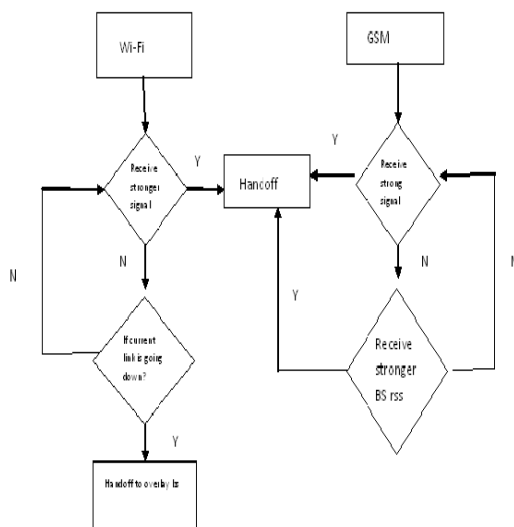 Wi-Fi
GSM
Receive
stronger
signal
Y
Handoff
Y
Receive
strong
signal
N
N
N
N
Y
If current
link is going
down?
Receive
stronger
BS rss
Y
Handoff to overlay bs